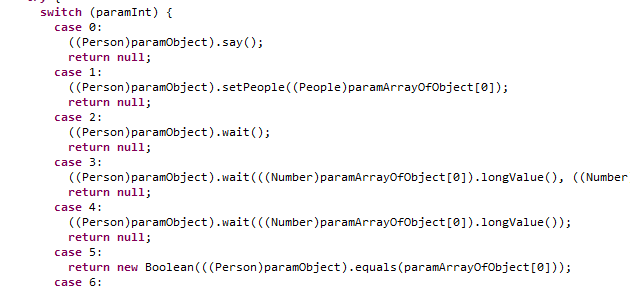 try {
switch (paramInt) {
case 0:
((Person)paramObject).say();
return null;
case 1:
((Person)paramObject).setPeople((People)paramArrayOfObject[0]);
return null;
case 2:
((Person)paramObject).wait();
return null;
case 3:
((Person)paramObject).wait(((Number)paramArrayOfObject[0]).longValue(), ((Number
return null;
case 4:
((Person)paramObject).wait(((Number)paramArrayOfObject[0]).longValue());
return null;
case 5:
return new Boolean(((Person)paramObject).equals(paramArrayOfObject[0]));
case 6: